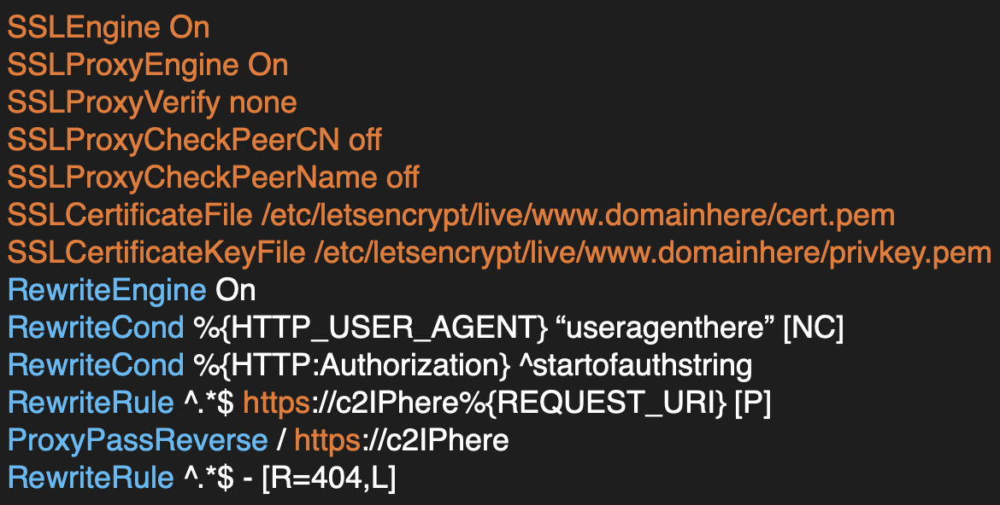 SSLEngine On
SSLProxyEngine On
SSLProxyVerify none
SSLProxyCheckPeerCN off
SSLProxyCheckPeerName off
SSLCertificateFile /etc/letsencrypt/live/www.domainhere/cert.pem
SSLCertificateKeyFile /etc/letsencrypt/live/www.domainhere/privkey.pem
RewriteEngine On
RewriteCond %{HTTP_USER_AGENT} “useragenthere” [NC]
RewriteCond %{HTTP:Authorization} ^startofauthstring
RewriteRule ^.*$ https://c2IPhere%{REQUEST_URI} [P]
ProxyPassReverse / https://c2IPhere
RewriteRule ^.*$ - [R=404,L]